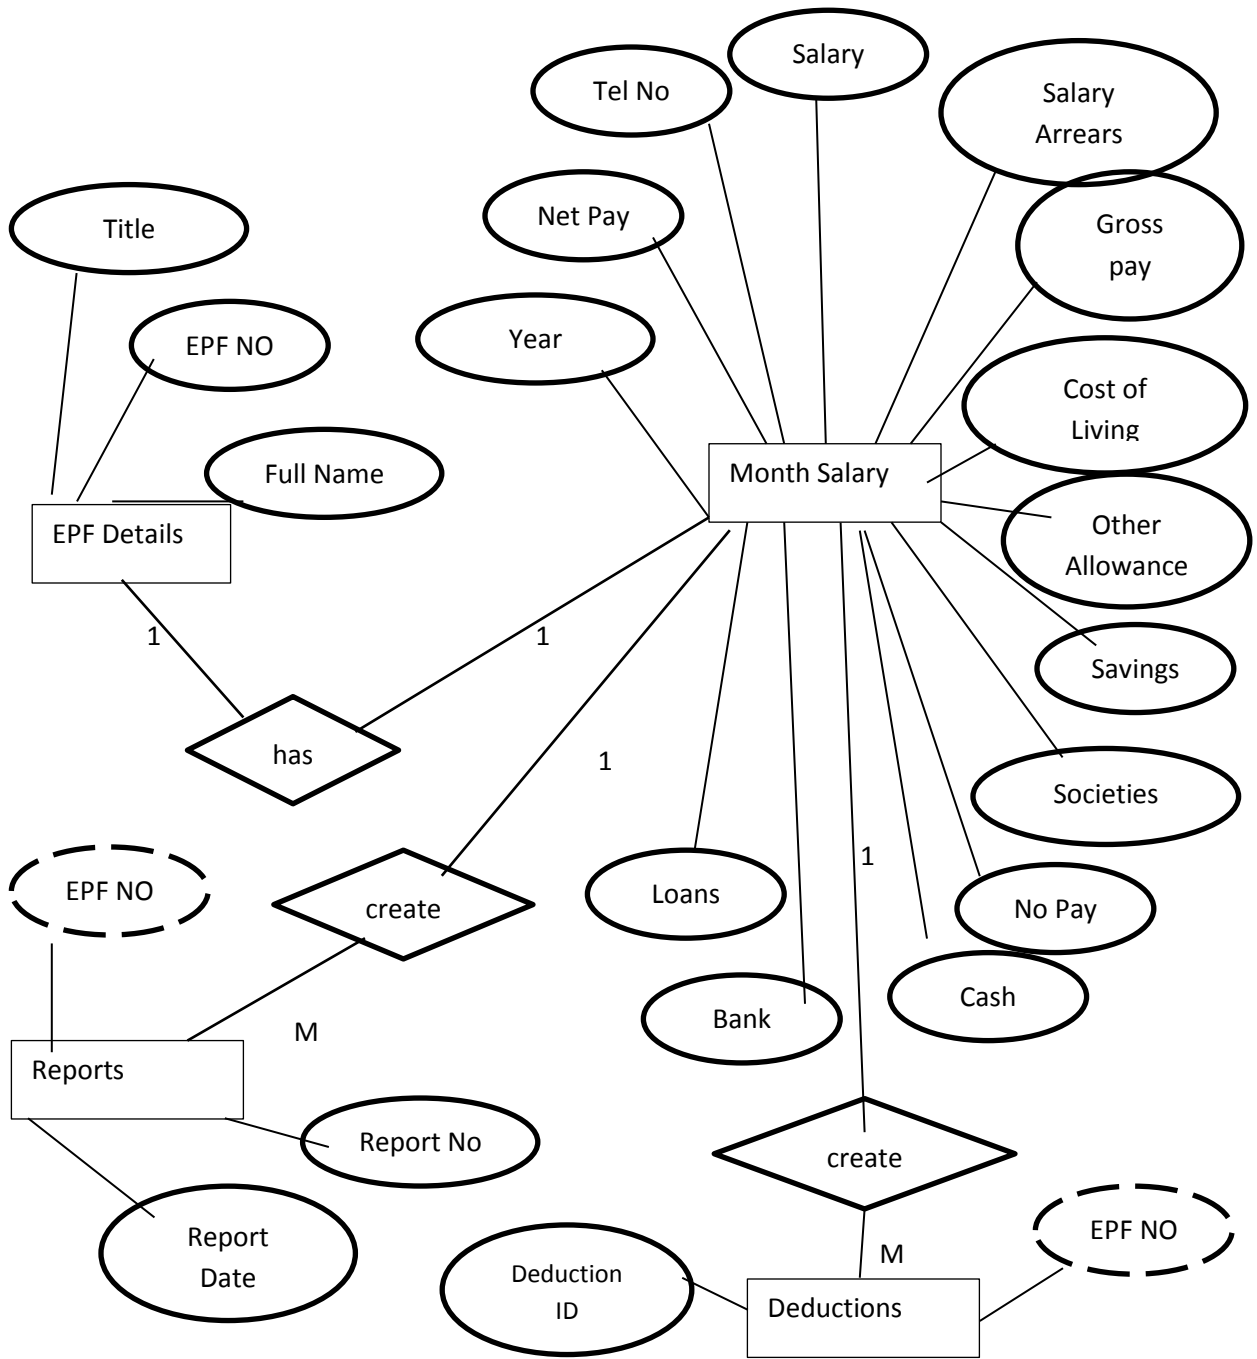 Salary
Tel No
Salary
Arrears
Net Pay
Gross
pay
Title
Year
EPF NO
Cost of
Living
Full Name
Month Salary
EPF Details
Other
Allowance
1
1
Savings
has
1
Societies
EPF NO
create
Loans
1
No Pay
Cash
Bank
M
Reports
Report No
create
Report
Date
EPF NO
M
Deduction
ID
Deductions